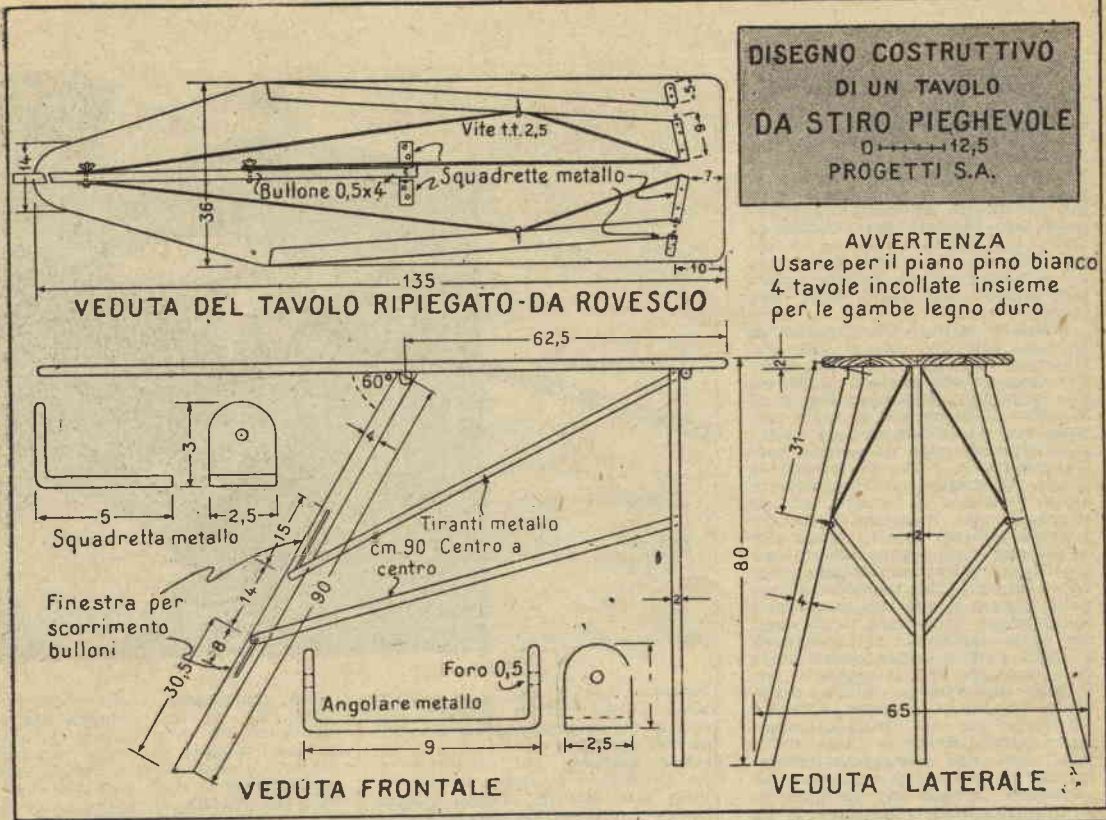 DISEGNO COSTRUTTIVO
DI UN TAVOLO
DA STIRO PIEGHEVOLE
0 12,5
PROGETTI S.A.
AVVERTENZA
Usare per il piano pino bianco
4 tavole incollate insieme
per le gambe legno duro
14
36
Vite t.t. 2,5
Bullone 0,5x4
Squadrette metallo
5
9
7
10
135
VEDUTA DEL TAVOLO RIPIEGATO-DA ROVESCIO
62,5
60°
4
3
5
2,5
Squadretta metallo
15
14
8
30,5
90
Finestra per
scorrimento
bulloni
Tiranti metallo
cm. 90 Centro a
centro
2
Foro 0,5
Angolare metallo
9
2,5
VEDUTA FRONTALE
2
31
80
2
4
65
VEDUTA LATERALE